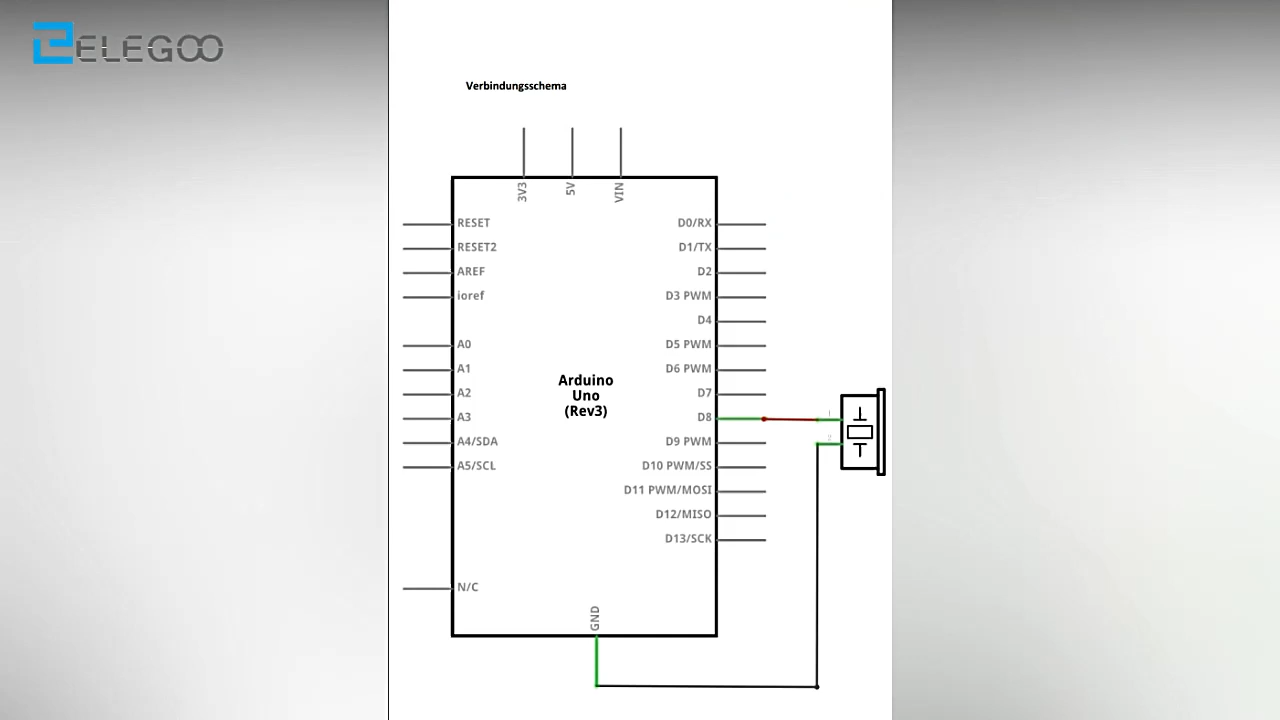 ELEGOO
Verbindungsschema
3V3
5V
VIN
RESET
RESET2
AREF
ioref
A0
A1
A2
A3
A4/SDA
A5/SCL
N/C
Arduino
Uno
(Rev3)
D0/RX
D1/TX
D2
D3 PWM
D4
D5 PWM
D6 PWM
D7
D8
D9 PWM
D10 PWM/SS
D11 PWM/MOSI
D12/MISO
D13/SCK
GND
1
2